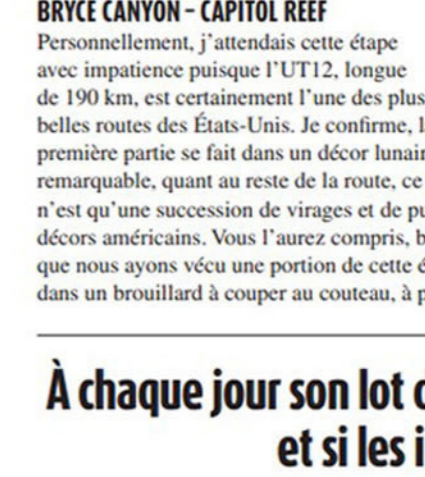 BRYCE CANYON – CAPITOL REEF
Personnellement, j'attendais cette étape
avec impatience puisque l'UT12, longue
de 190 km, est certainement l'une des plus
belles routes des États-Unis. Je confirme,
première partie se fait dans un décor
remarquable, quant au reste de la route, ce
n'est qu'une succession de virages et de
décors américains. Vous l'aurez compris,
que nous ayons vécu une portion de cette
dans un brouillard à couper au couteau, à
À chaque jour son lot
et si les